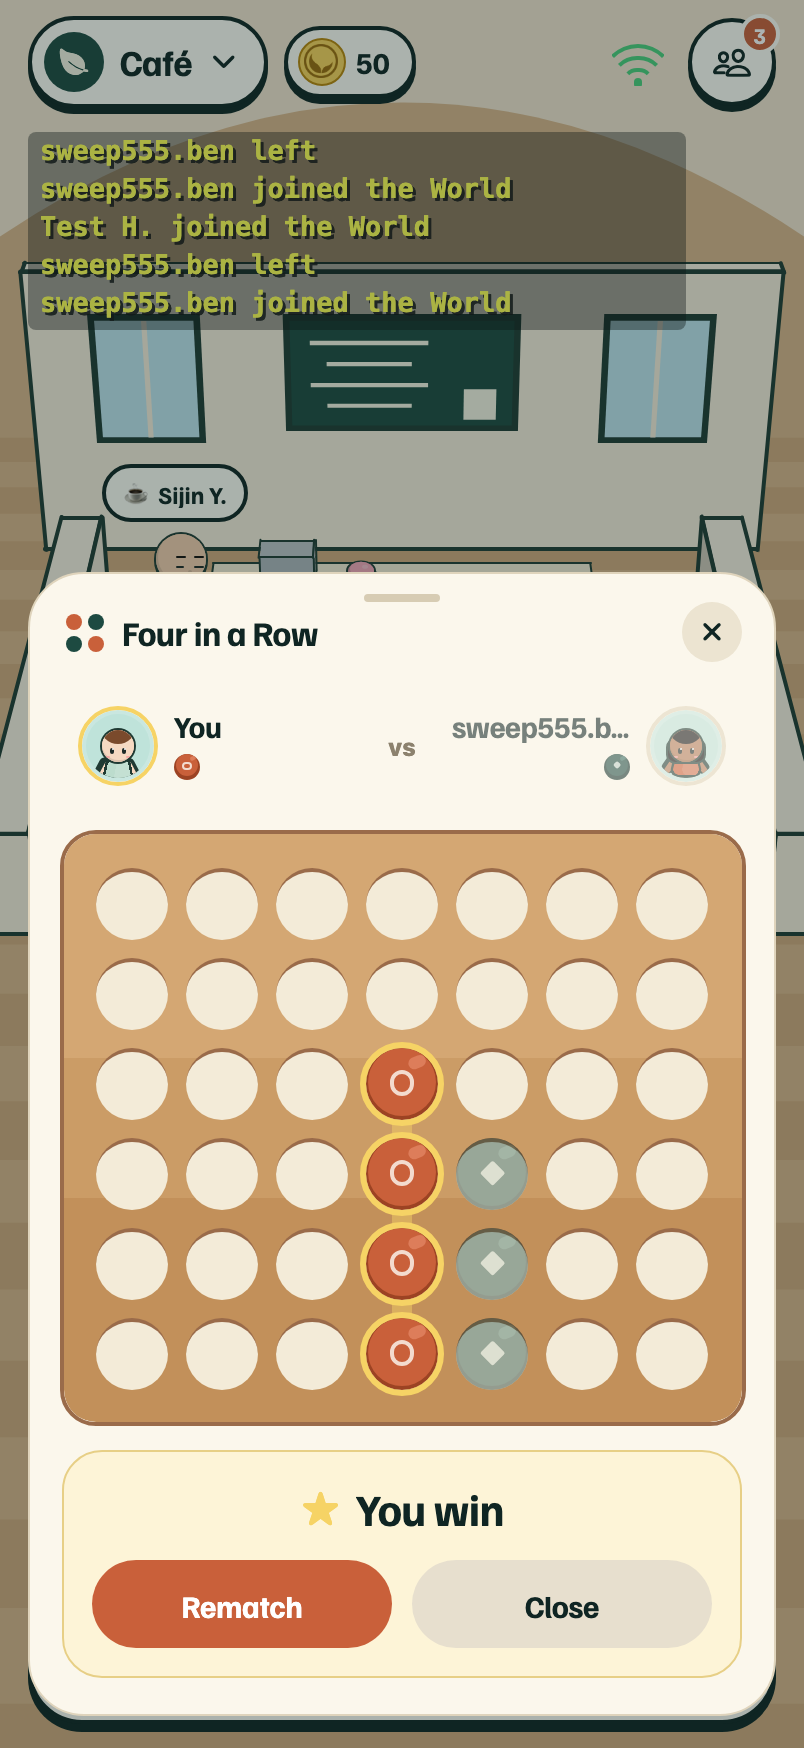 Café
50
3
sweep555.ben left
sweep555.ben joined the World
Test H. joined the World
sweep555.ben left
sweep555.ben joined the World
Sijin Y.
Four in a Row
You
vs
sweep555.b...
You win
Rematch
Close